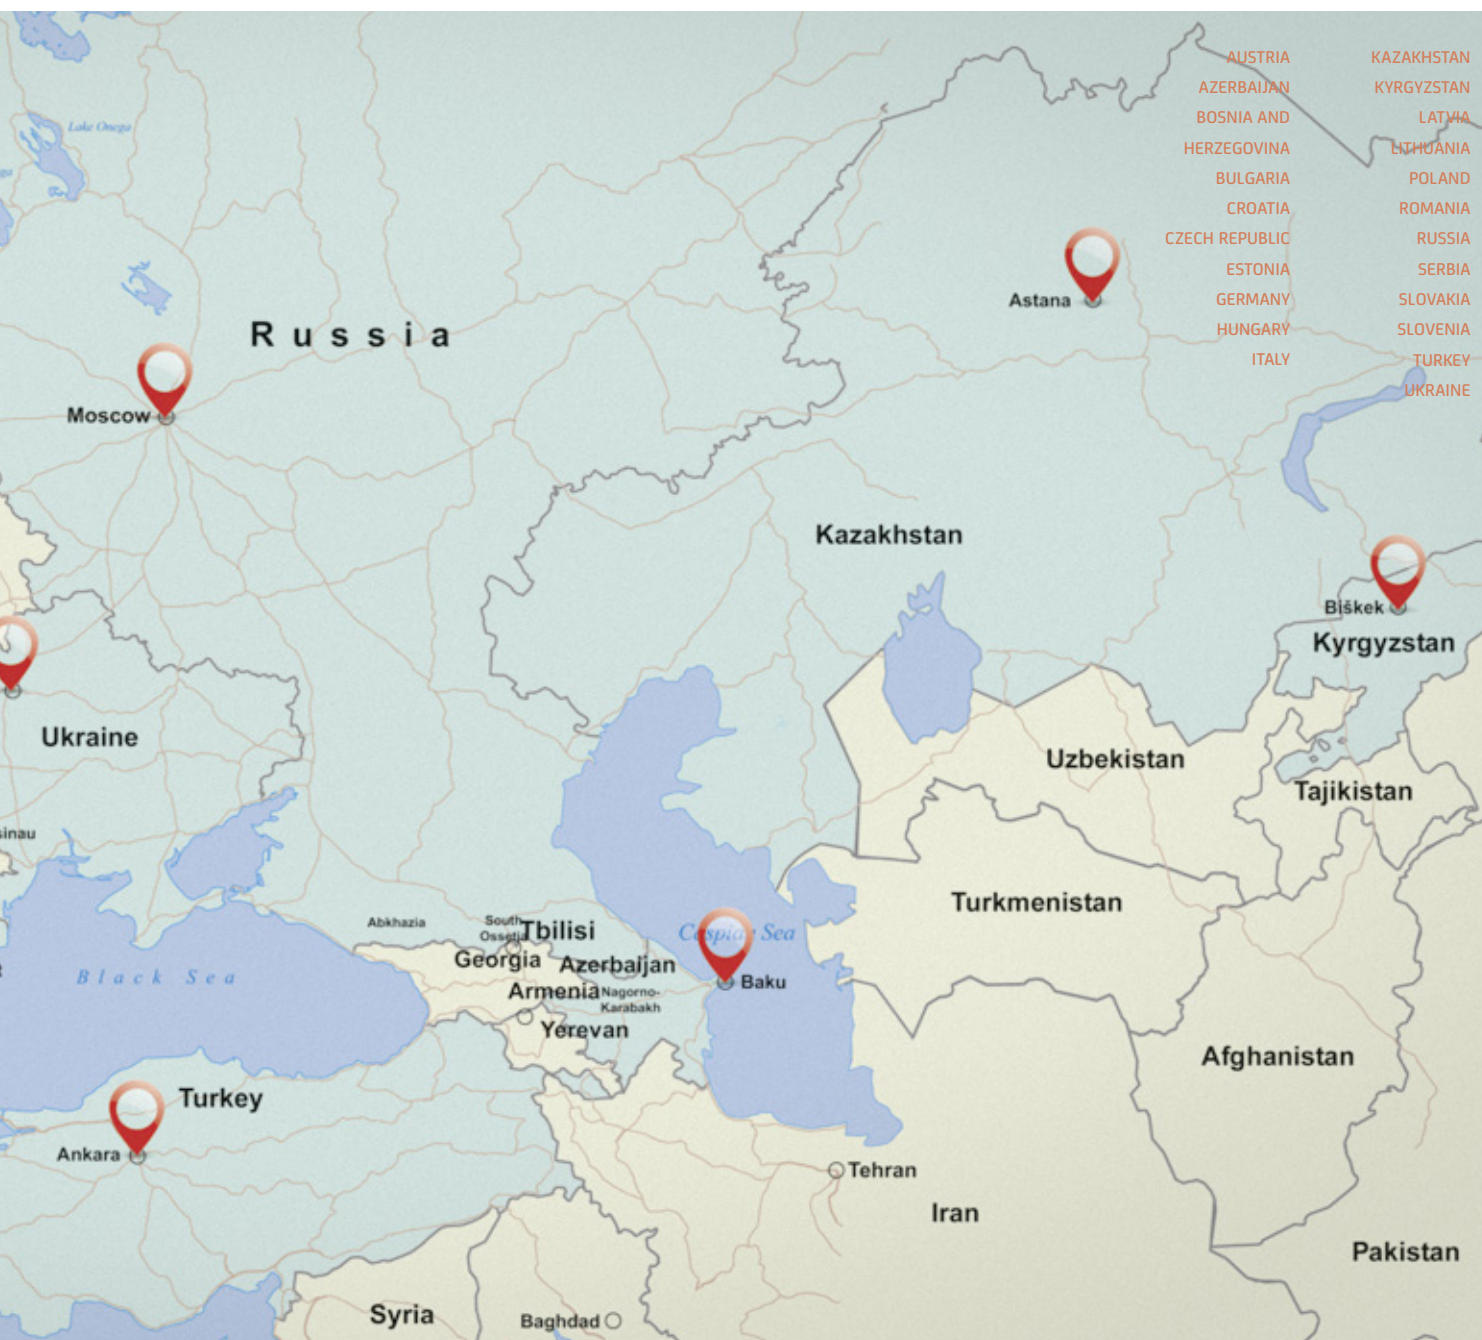 AUSTRIA
AZERBAIJAN
BOSNIA AND
HERZEGOVINA
BULGARIA
CROATIA
CZECH REPUBLIC
ESTONIA
GERMANY
HUNGARY
ITALY
KAZAKHSTAN
KYRGYZSTAN
LATVIA
LITHUANIA
POLAND
ROMANIA
RUSSIA
SERBIA
SLOVAKIA
SLOVENIA
TURKEY
UKRAINE
Lake Onega
Astana
Russia
Moscow
Kazakhstan
Biškek
Kyrgyzstan
Ukraine
Uzbekistan
Tajikistan
sinau
Turkmenistan
Abkhazia
South
Ossetia
Tbilisi
Caspian Sea
Georgia
Azerbaijan
Black Sea
Baku
Armenia
Nagorno-
Karabakh
Yerevan
Afghanistan
Turkey
Ankara
Tehran
Iran
Pakistan
Syria
Baghdad